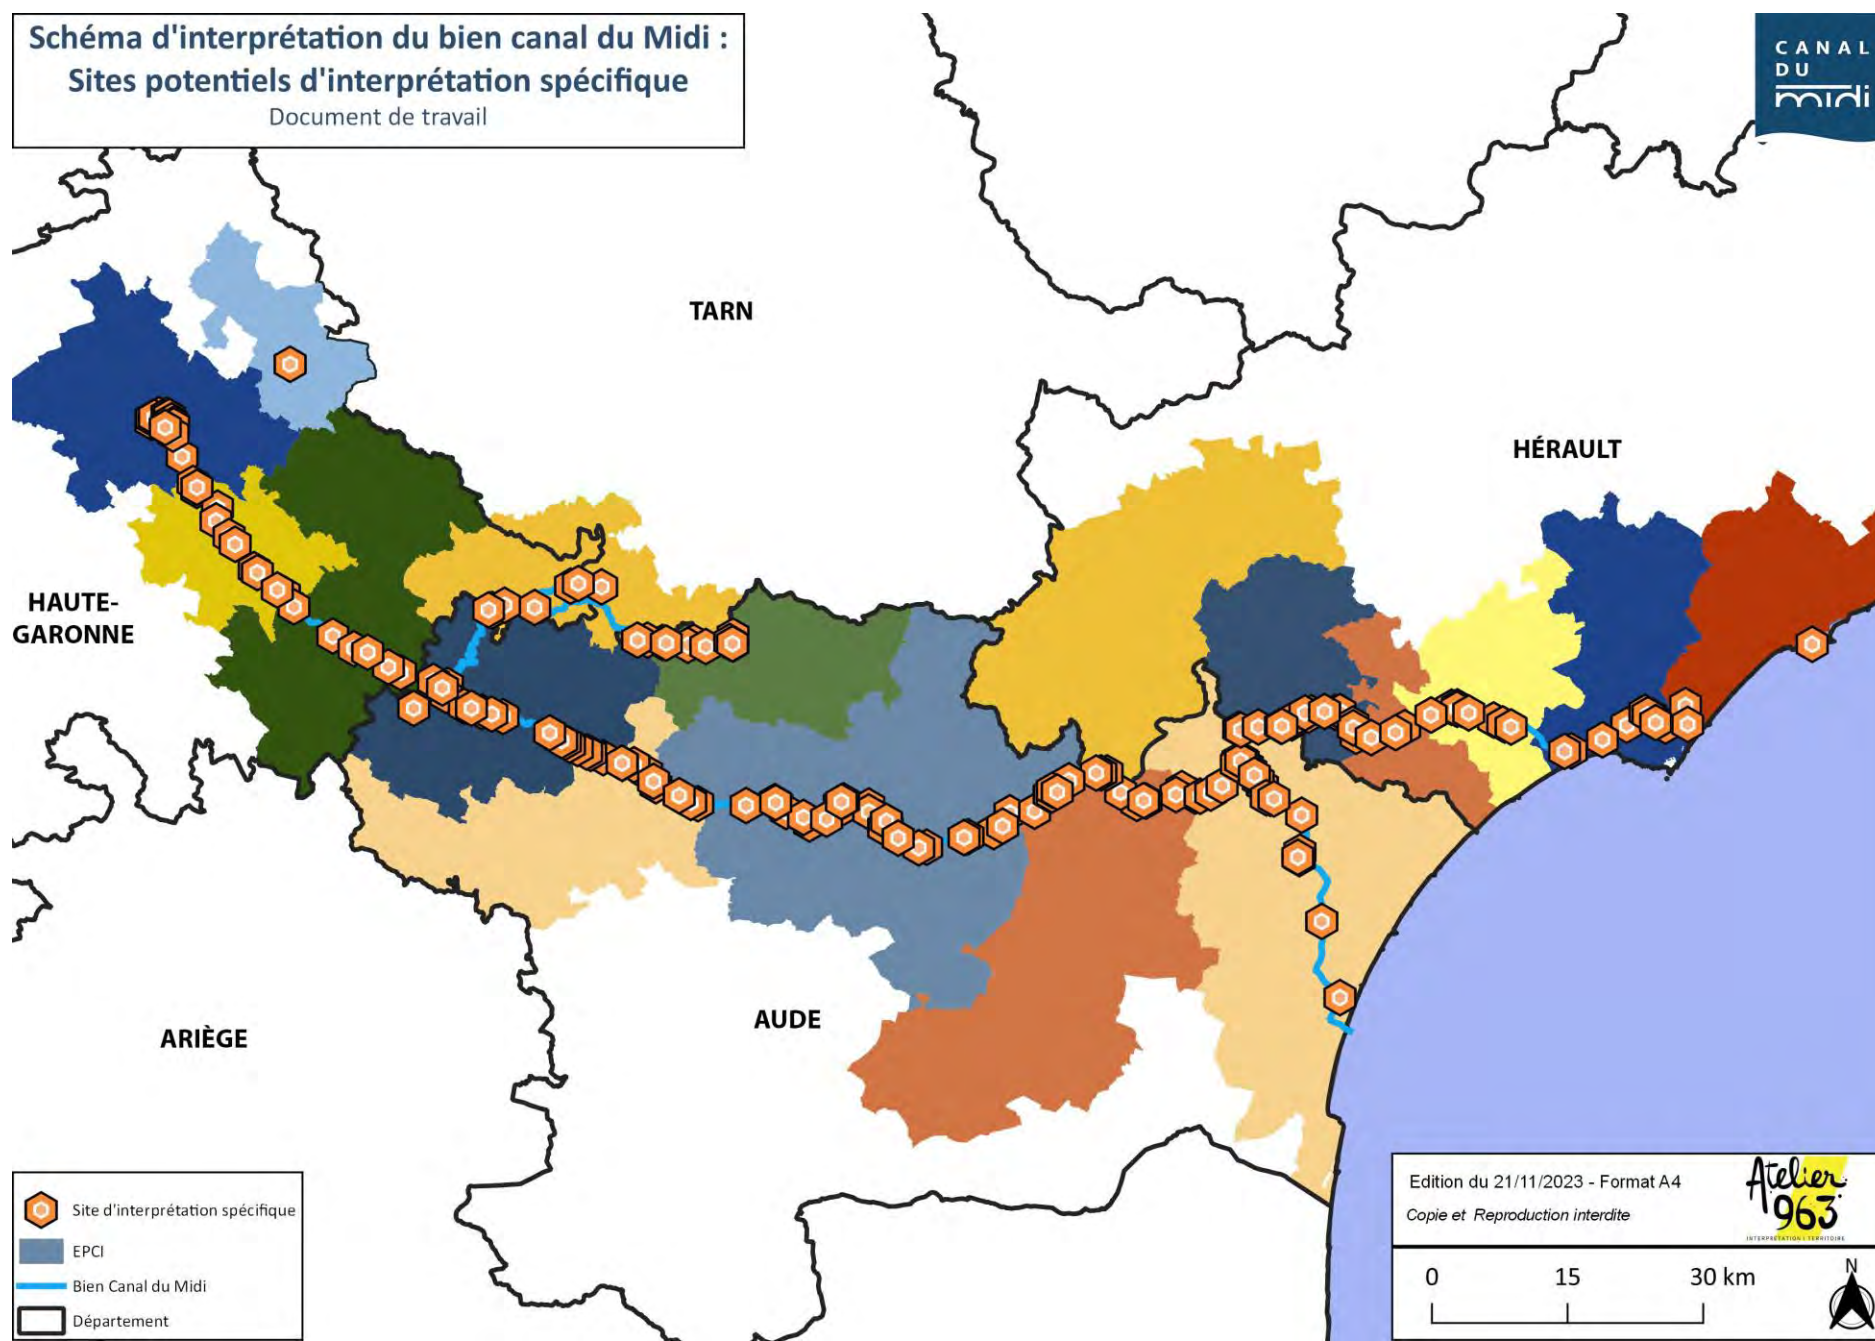 Schéma d'interprétation du bien canal du Midi :
Sites potentiels d'interprétation spécifique
Document de travail
CANAL
DU
midi
TARN
HÉRAULT
HAUTE-
GARONNE
ARIÈGE
AUDE
Site d'interprétation spécifique
EPCI
Bien Canal du Midi
Département
Edition du 21/11/2023 - Format A4
Copie et Reproduction interdite
Atelier
963
INTERPRÉTATION & TERRITOIRE
0 15 30 km
N